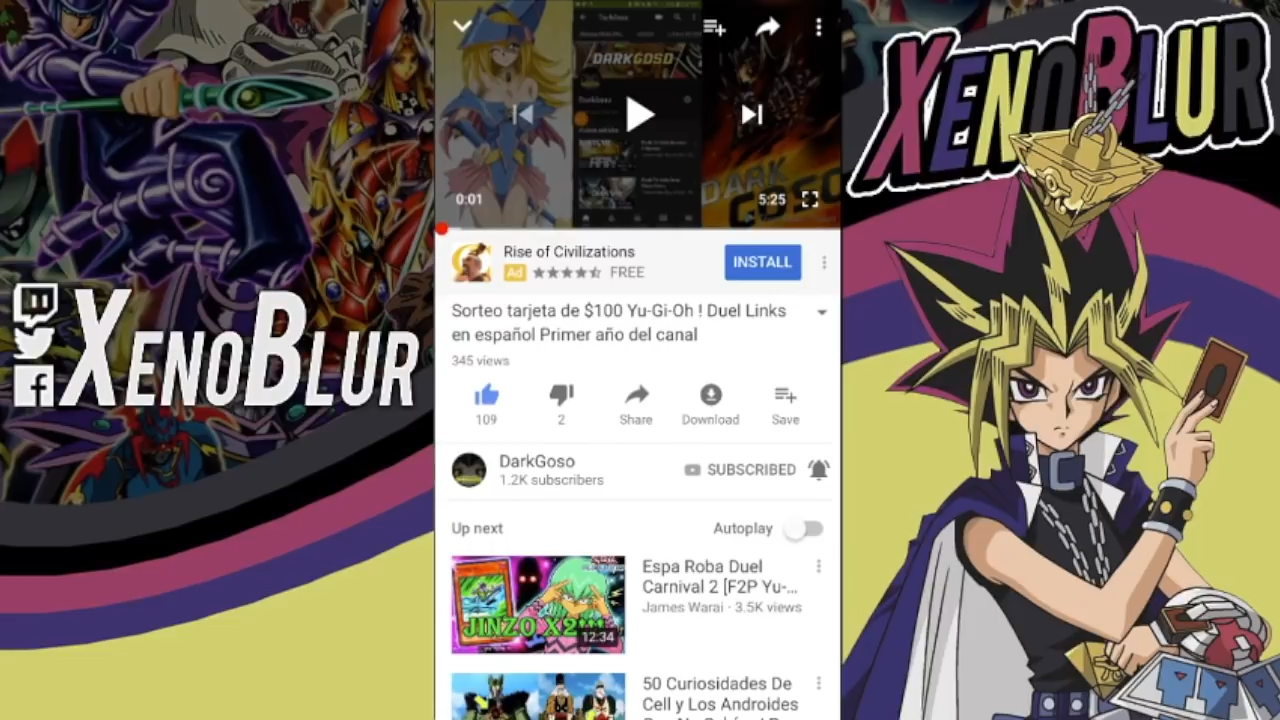 XENOBLUR
XENOBLUR
DARKGOSO
DARK
GOSO
0:01
5:25
Rise of Civilizations
Ad
FREE
INSTALL
Sorteo tarjeta de $100 Yu-Gi-Oh ! Duel Links
en español Primer año del canal
345 views
109
2
Share
Download
Save
DarkGoso
1.2K subscribers
SUBSCRIBED
Up next
Autoplay
Espa Roba Duel
Carnival 2 [F2P Yu-...
James Warai · 3.5K views
JINZO X2!!!
12:34
50 Curiosidades De
Cell y Los Androides